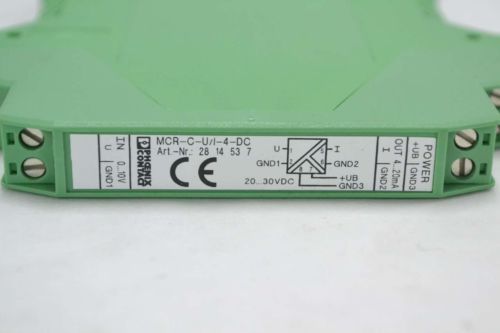 IN 0..10V
U GND1
PHŒNIX
CONTACT
MCR-C-U/I-4-DC
Art.-Nr.: 28 14 53 7
CE
U I
GND1 GND2
20...30VDC
+UB
GND3
OUT 4..20mA
I GND2
POWER
+UB GND3